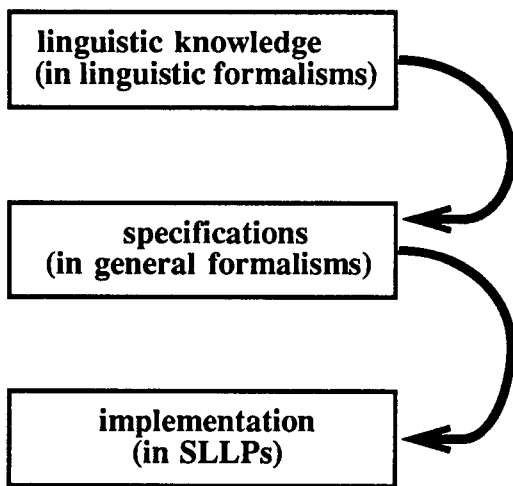 linguistic knowledge
(in linguistic formalisms)
specifications
(in general formalisms)
implementation
(in SLLPs)